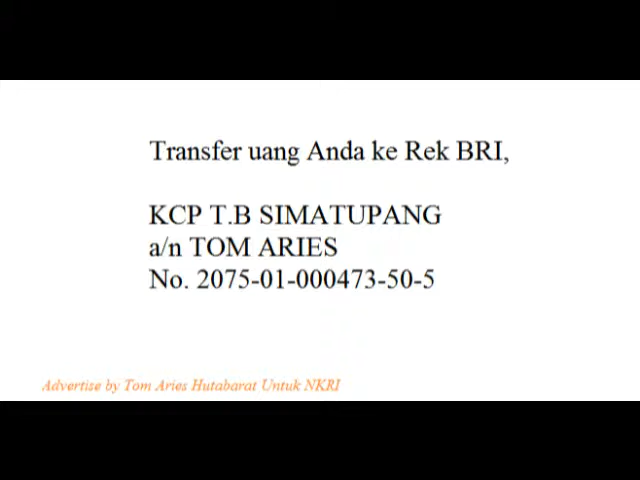 Transfer uang Anda ke Rek BRI,
KCP T.B SIMATUPANG
a/n TOM ARIES
No. 2075-01-000473-50-5
Advertise by Tom Aries Hutabarat Untuk NKRI